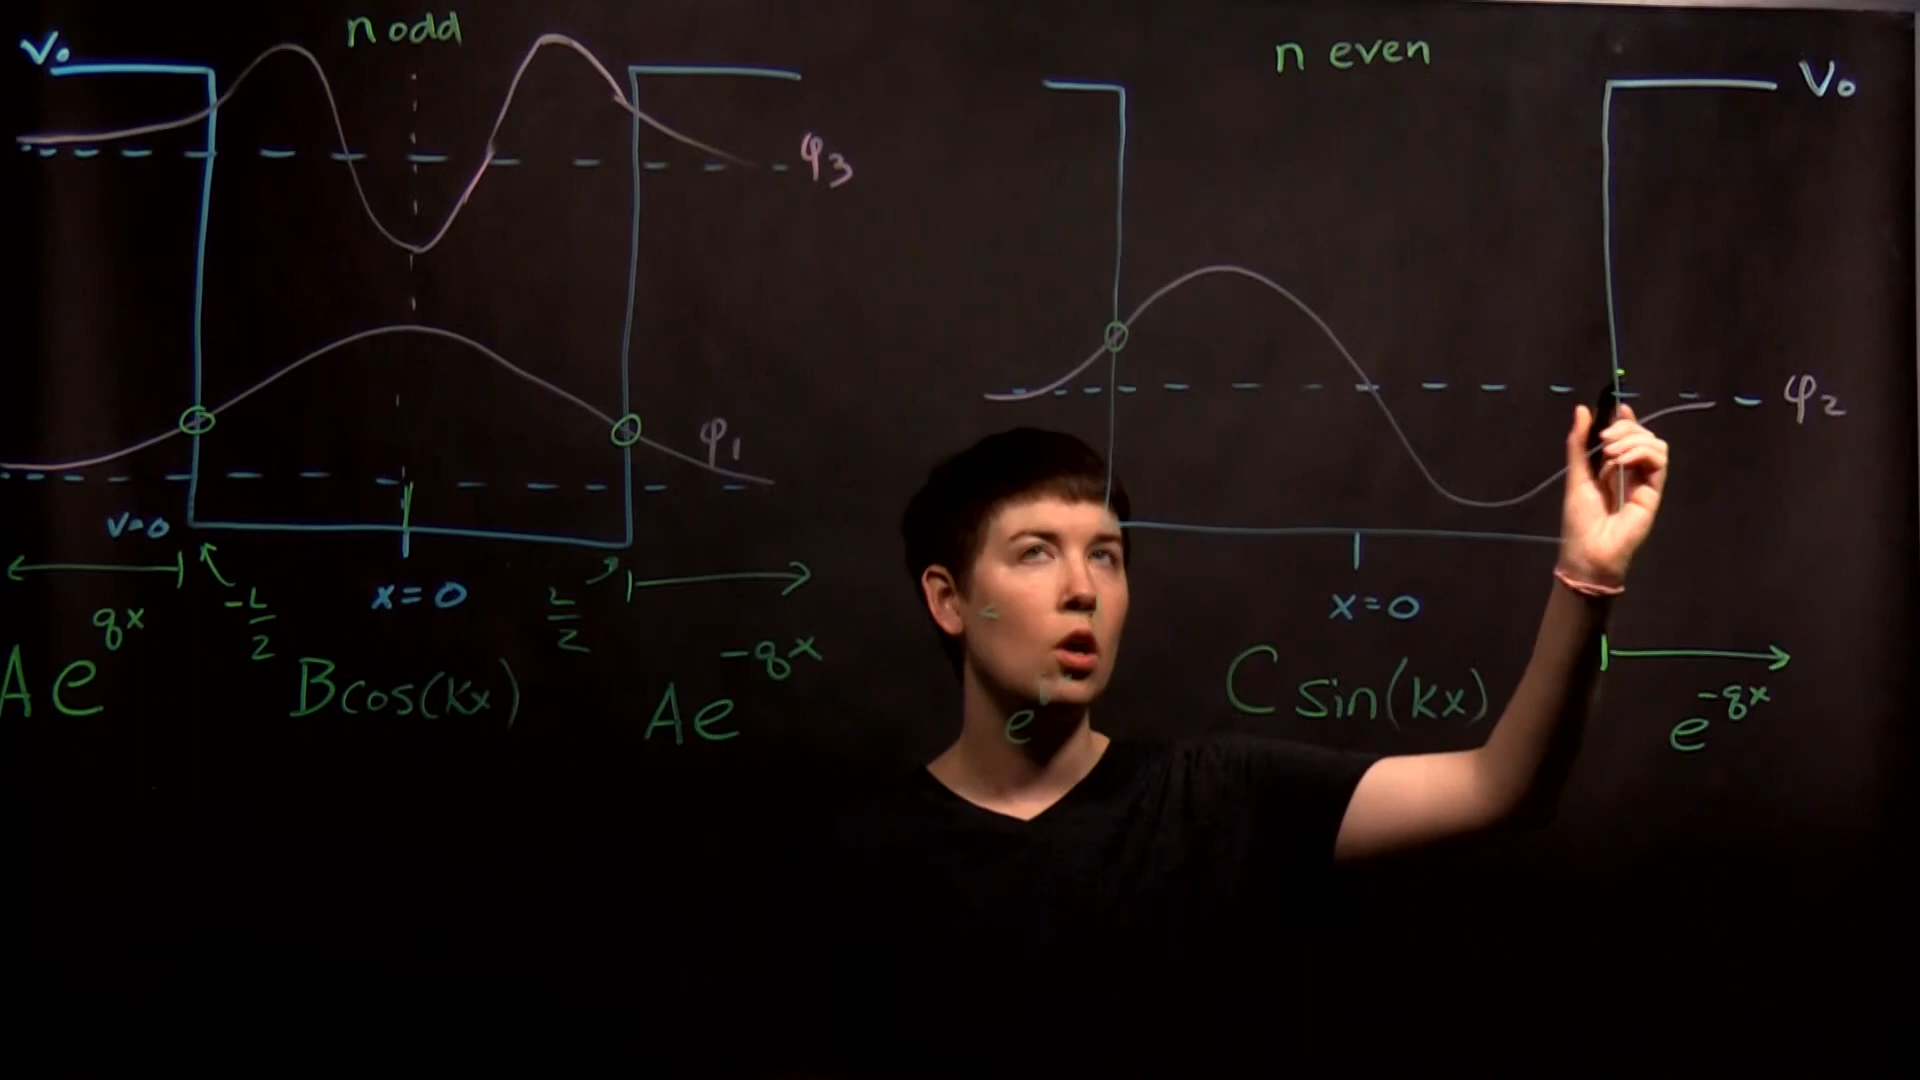 n odd
V₀
φ₃
φ₁
V=0
-L/2
x=0
L/2
Ae^qx
Bcos(kx)
Ae^-qx
n even
V₀
φ₂
x=0
e
C sin(kx)
e^-qx